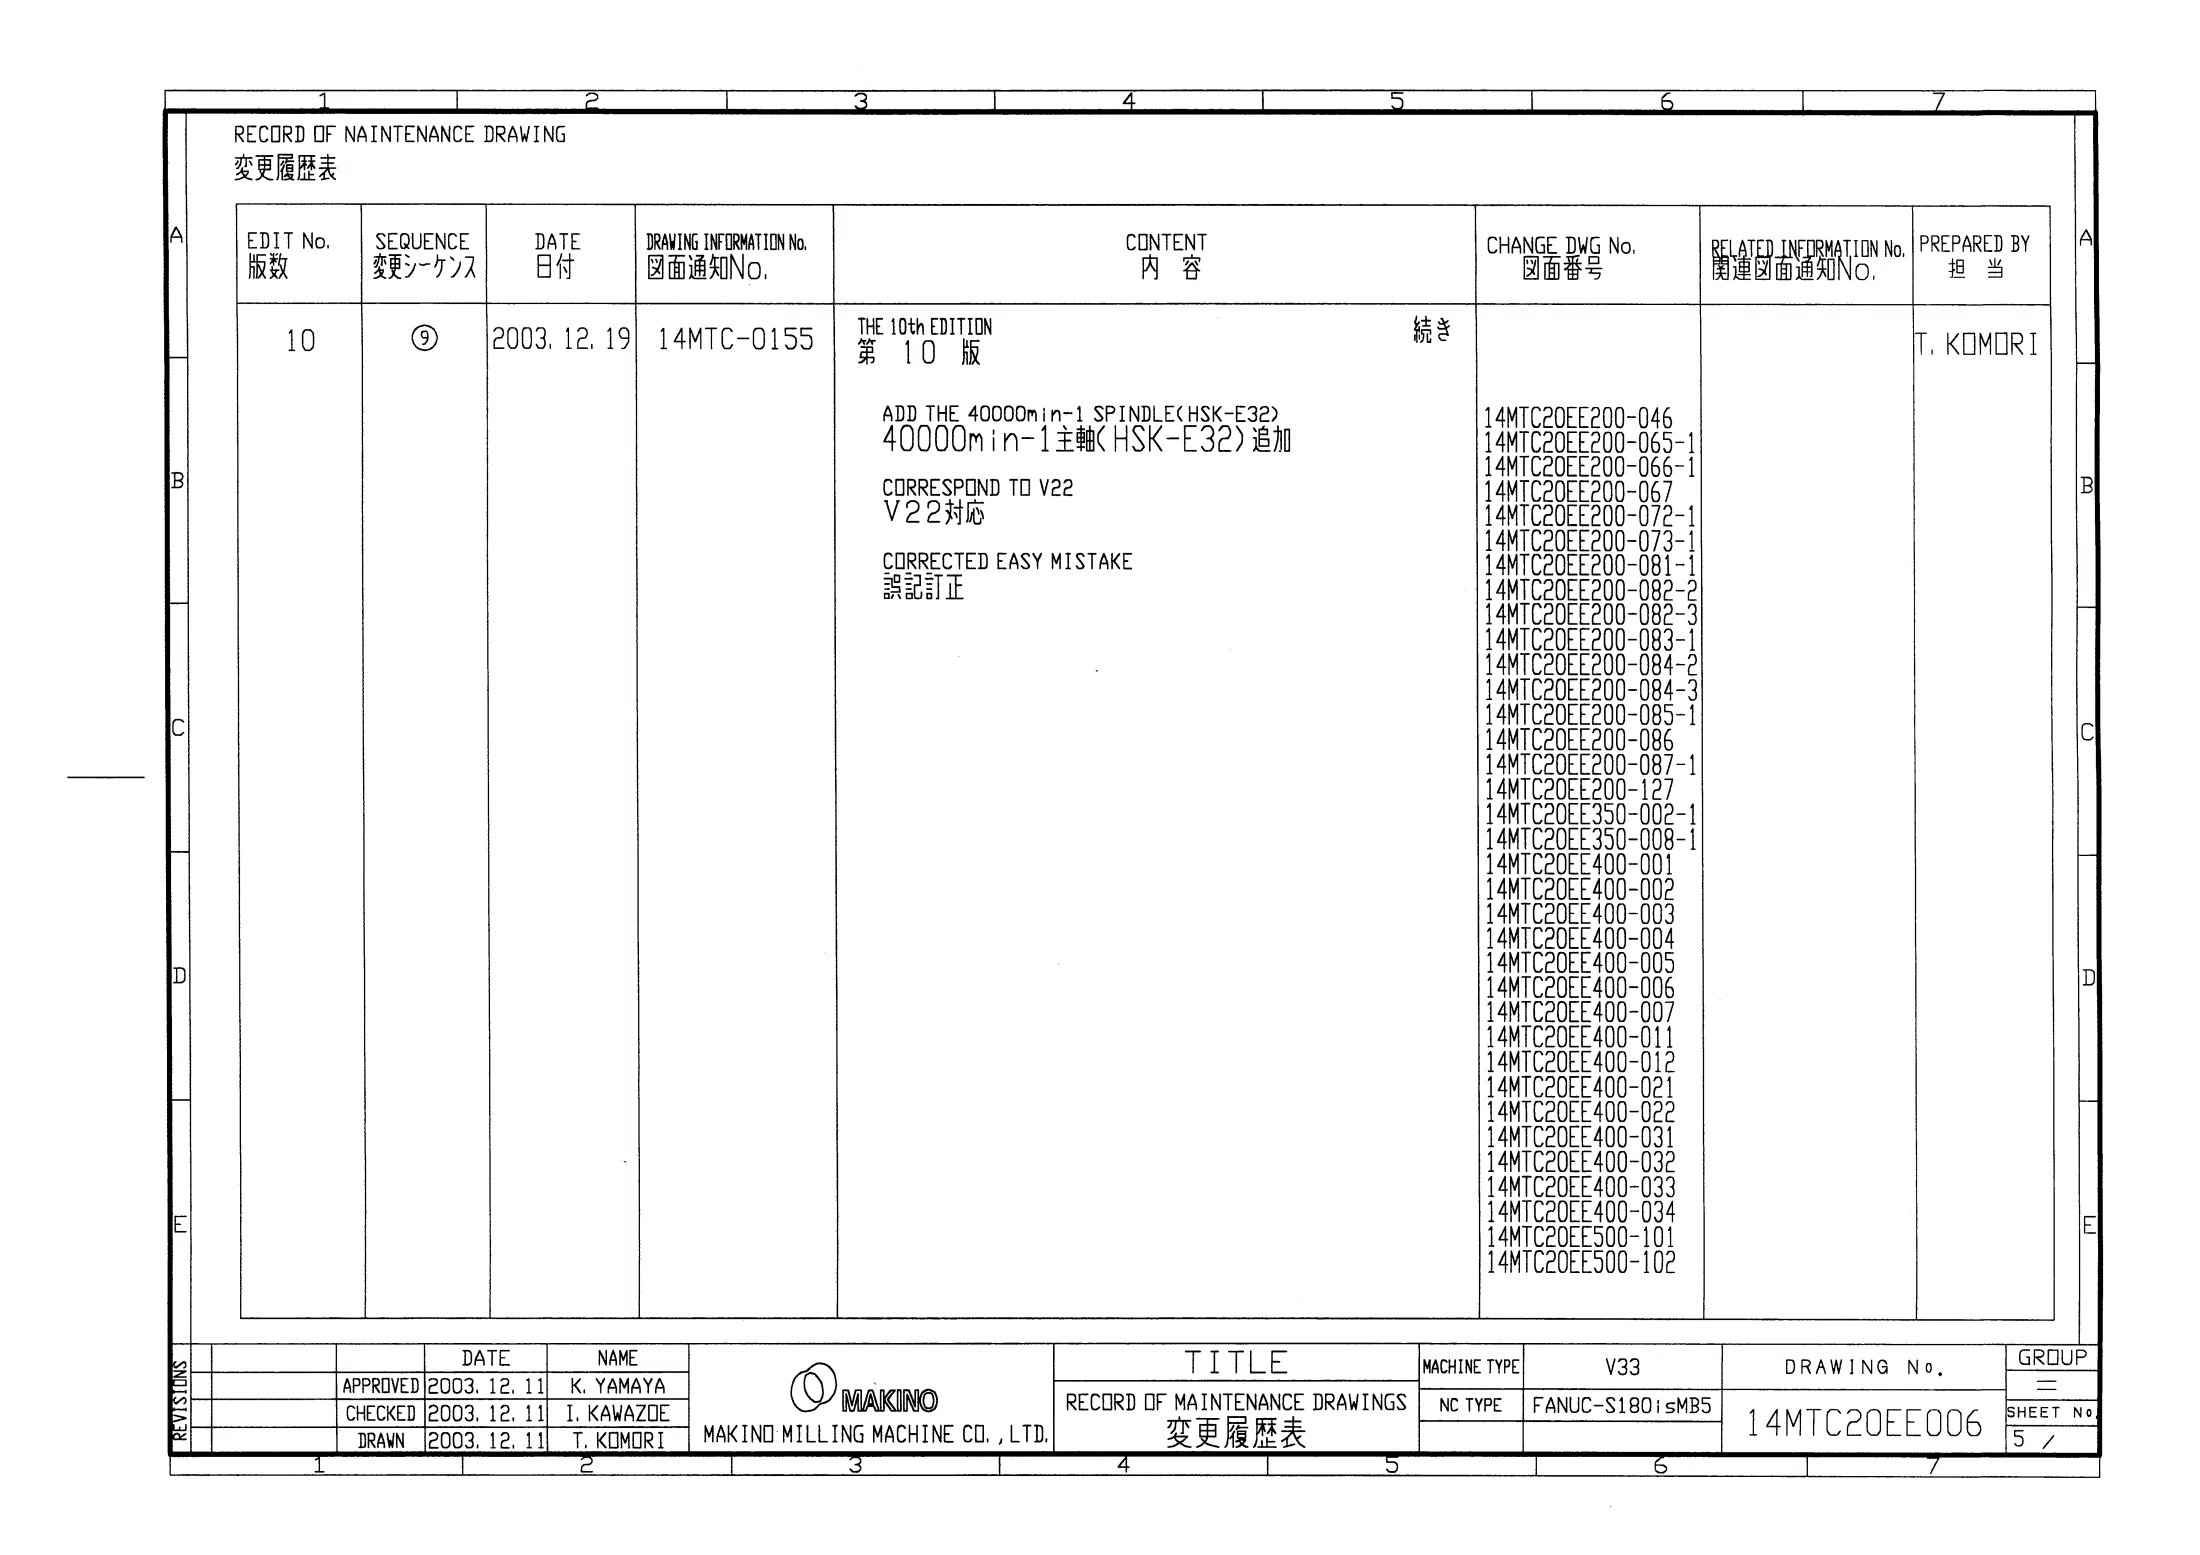 1 2 3 4 5 6 7
RECORD OF NAINTENANCE DRAWING
変更履歴表
EDIT No. SEQUENCE DATE DRAWING INFORMATION No. CONTENT CHANGE DWG No. RELATED INFORMATION No. PREPARED BY
版数 変更シーケンス 日付 図面通知No. 内 容 図面番号 関連図面通知No. 担 当
10 ⑨ 2003. 12. 19 14MTC-0155 THE 10th EDITION 続き T. KOMORI
第 10 版
ADD THE 40000min-1 SPINDLE(HSK-E32)
40000min-1主軸(HSK-E32)追加
CORRESPOND TO V22
V22対応
CORRECTED EASY MISTAKE
誤記訂正
14MTC20EE200-046
14MTC20EE200-065-1
14MTC20EE200-066-1
14MTC20EE200-067
14MTC20EE200-072-1
14MTC20EE200-073-1
14MTC20EE200-081-1
14MTC20EE200-082-2
14MTC20EE200-082-3
14MTC20EE200-083-1
14MTC20EE200-084-2
14MTC20EE200-084-3
14MTC20EE200-085-1
14MTC20EE200-086
14MTC20EE200-087-1
14MTC20EE200-127
14MTC20EE350-002-1
14MTC20EE350-008-1
14MTC20EE400-001
14MTC20EE400-002
14MTC20EE400-003
14MTC20EE400-004
14MTC20EE400-005
14MTC20EE400-006
14MTC20EE400-007
14MTC20EE400-011
14MTC20EE400-012
14MTC20EE400-021
14MTC20EE400-022
14MTC20EE400-031
14MTC20EE400-032
14MTC20EE400-033
14MTC20EE400-034
14MTC20EE500-101
14MTC20EE500-102
A A
B B
C C
D D
E E
REVISIONS
DATE NAME
APPROVED 2003. 12. 11 K. YAMAYA
CHECKED 2003. 12. 11 I. KAWAZOE
DRAWN 2003. 12. 11 T. KOMORI
MAKINO
MAKINO MILLING MACHINE CO. , LTD.
TITLE
RECORD OF MAINTENANCE DRAWINGS
変更履歴表
MACHINE TYPE V33
NC TYPE FANUC-S180isMB5
DRAWING No.
14MTC20EE006
GROUP
=
SHEET No.
5 /
1 2 3 4 5 6 7